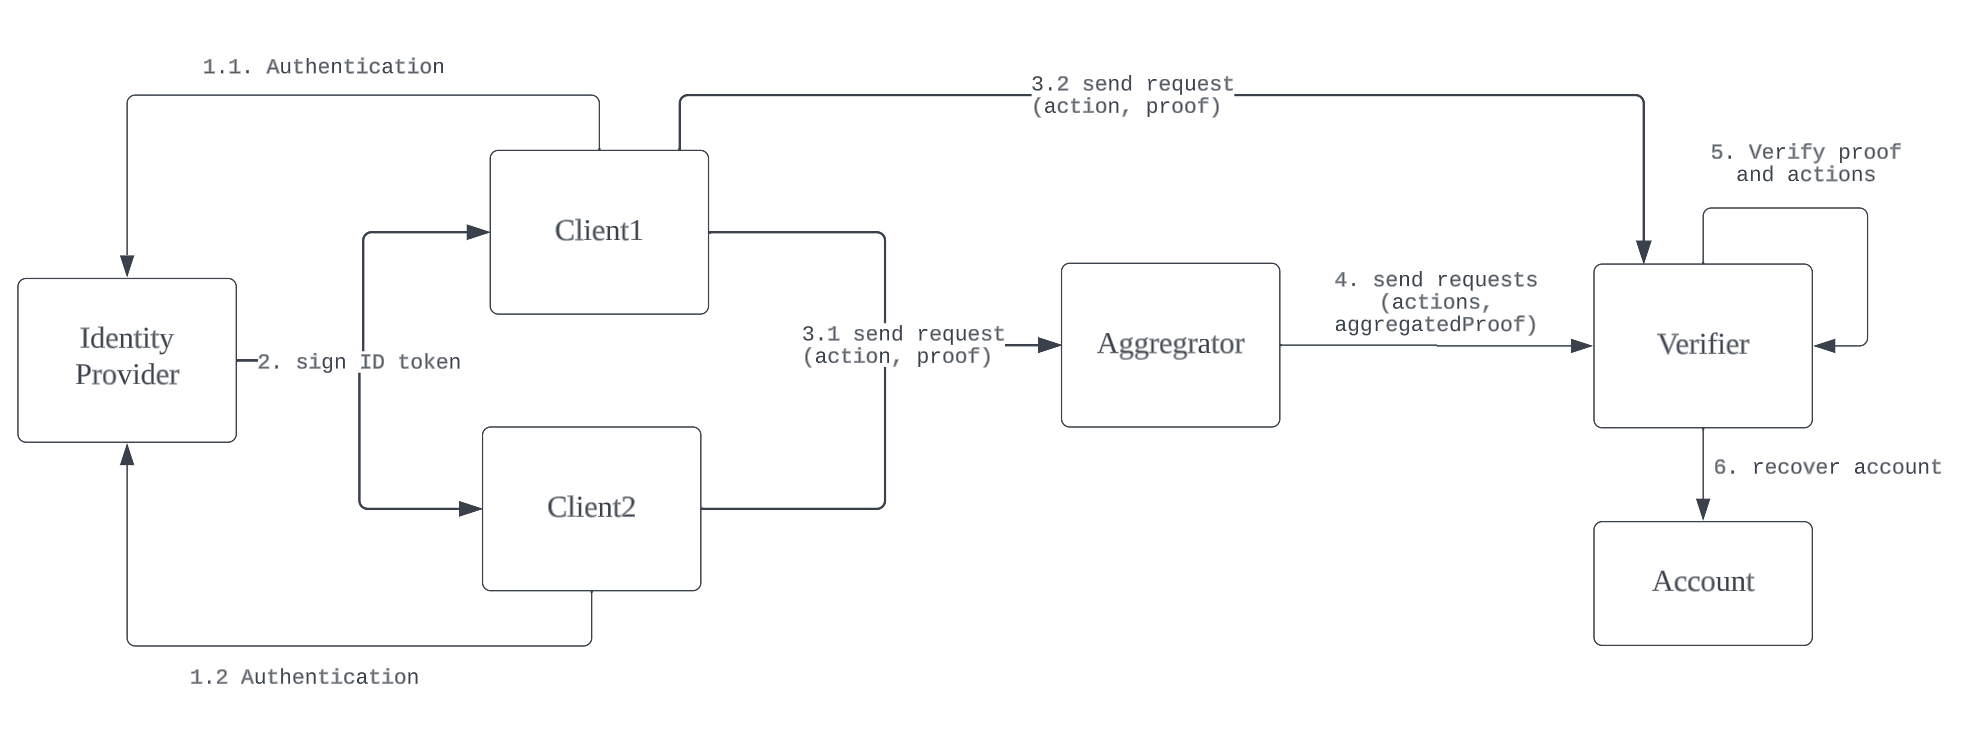 1.1. Authentication
3.2 send request
(action, proof)
5. Verify proof
and actions
Client1
4. send requests
(actions,
aggregatedProof)
Identity
Provider
3.1 send request
(action, proof)
Aggregrator
Verifier
2. sign ID token
6. recover account
Client2
Account
1.2 Authentication